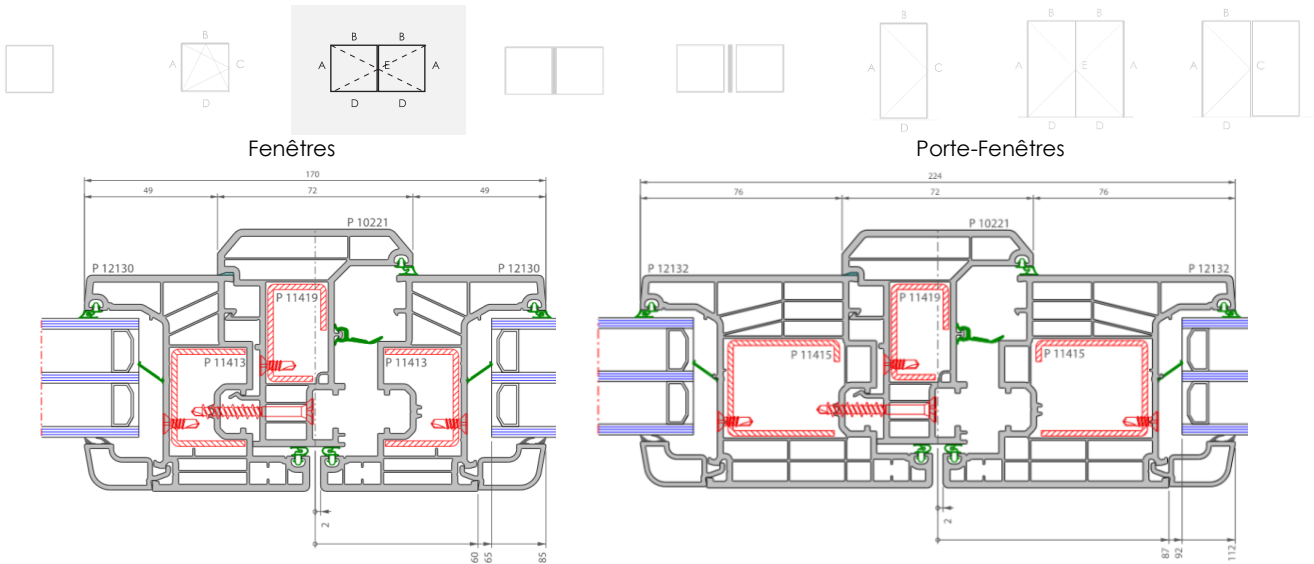 B
A
C
D
B B
A E A
D D
B
A C
D
B B
A E A
D D
B
A C
D
Fenêtres
Porte-Fenêtres
170
49 72 49
P 10221
P 12130
P 12130
P 11419
P 11413
P 11413
2
60 65 85
224
76 72 76
P 10221
P 12132
P 12132
P 11419
P 11415
P 11415
2
87 92 112